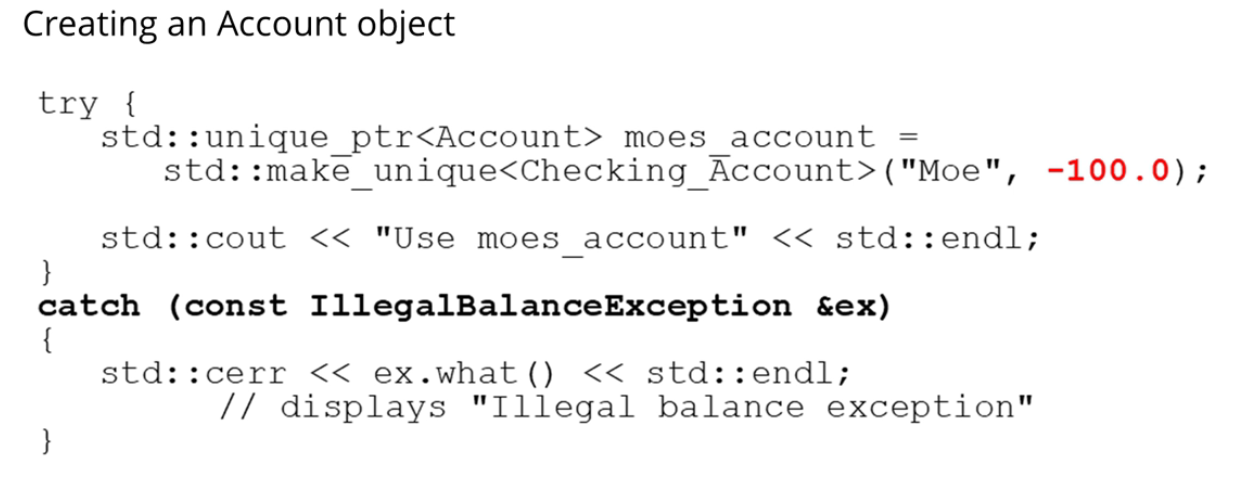 Creating an Account object
try {
std::unique_ptr<Account> moes_account =
std::make_unique<Checking_Account>("Moe", -100.0);
std::cout << "Use moes_account" << std::endl;
}
catch (const IllegalBalanceException &ex)
{
std::cerr << ex.what() << std::endl;
// displays "Illegal balance exception"
}